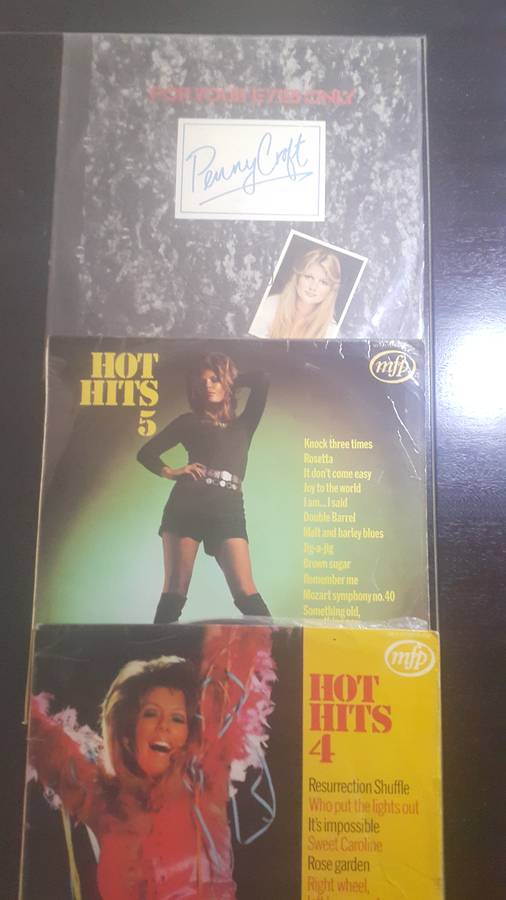 FOR YOUR EYES ONLY
Penny Croft
HOT
HITS
5
mfp
Knock three times
Rosetta
It don't come easy
Joy to the world
I am... I said
Double Barrel
Malt and barley blues
Jig-a-jig
Brown sugar
Remember me
Mozart symphony no. 40
Something old,
mfp
HOT
HITS
4
Resurrection Shuffle
Who put the lights out
It's impossible
Sweet Caroline
Rose garden
Right wheel,